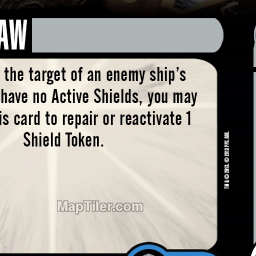 AW
the target of an enemy ship's
have no Active Shields, you may
is card to repair or reactivate 1
Shield Token.
MapTiler.com